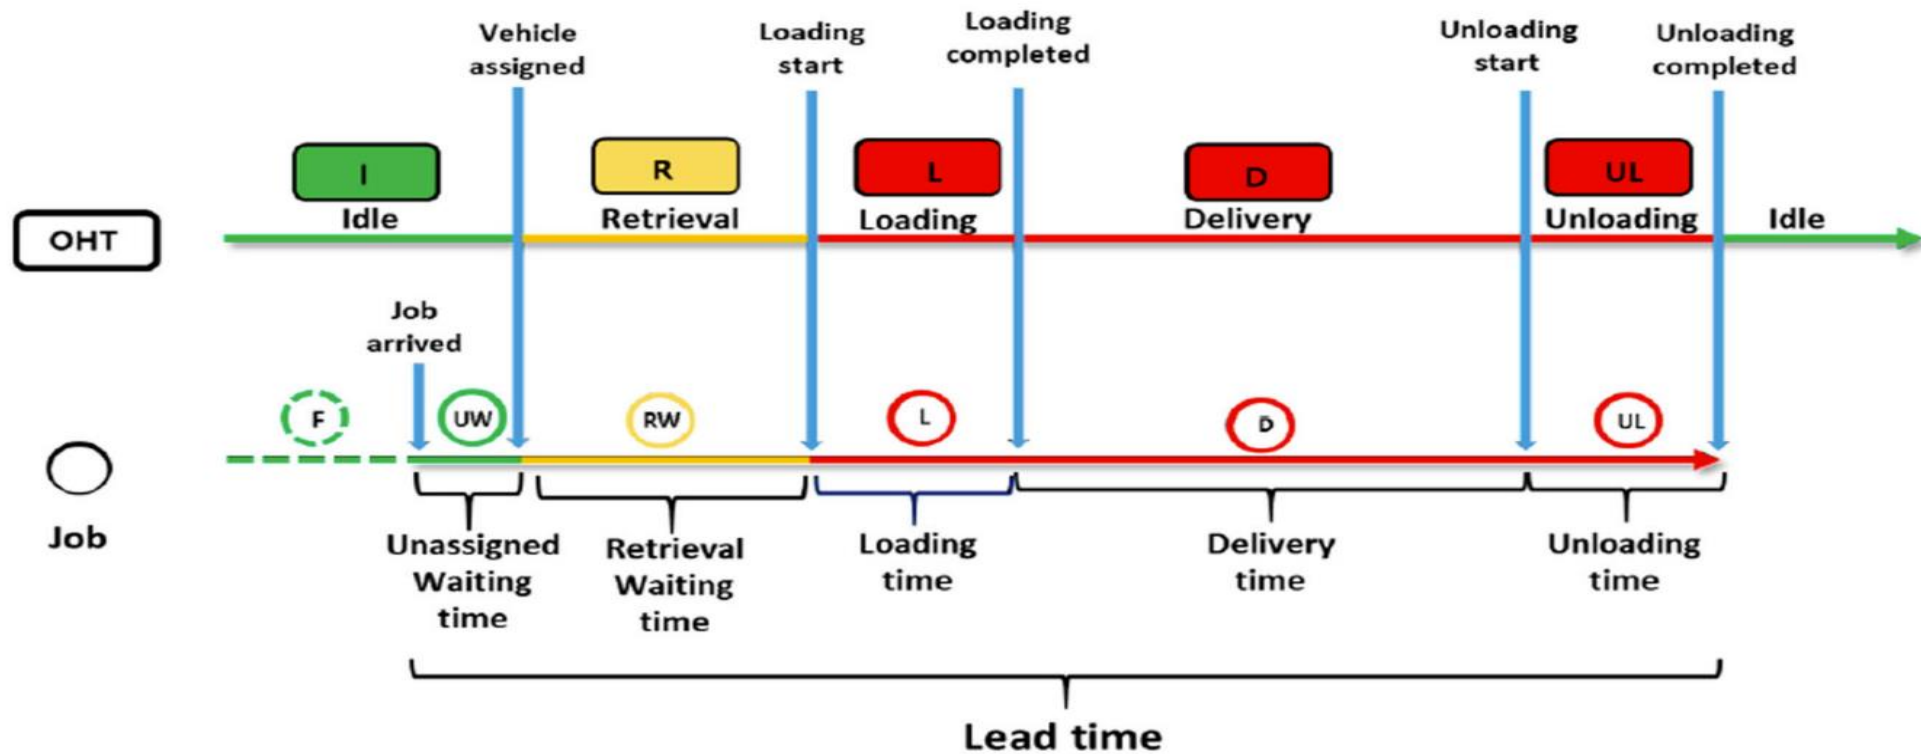 Vehicle
assigned
Loading
start
Loading
completed
Unloading
start
Unloading
completed
I
R
L
D
UL
Idle
Retrieval
Loading
Delivery
Unloading
Idle
OHT
Job
arrived
F
UW
RW
L
D
UL
Job
Unassigned
Waiting
time
Retrieval
Waiting
time
Loading
time
Delivery
time
Unloading
time
Lead time